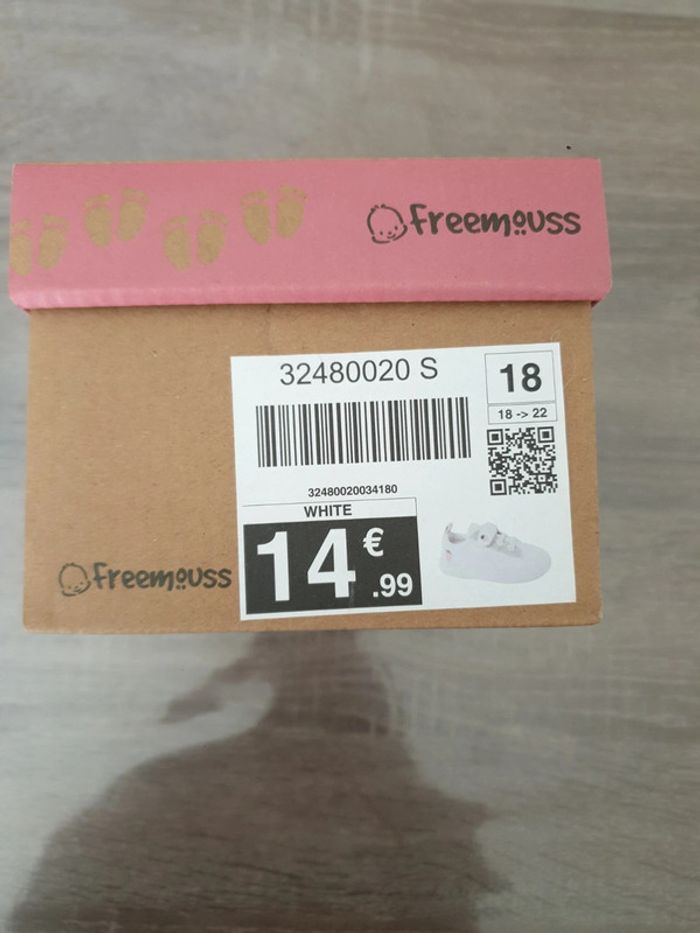 freemouss
32480020 S
18
18 -> 22
32480020034180
WHITE
14€.99
freemouss